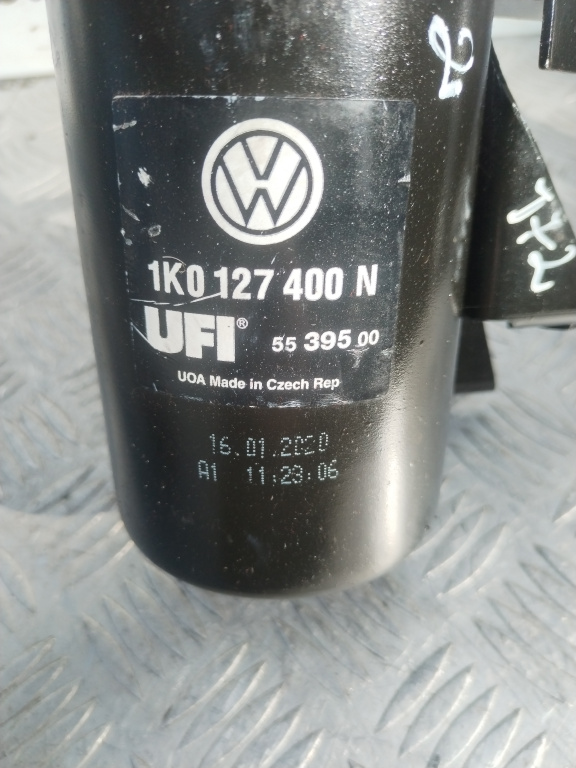 2
1K0 127 400 N
UFI® 55 395 00
UOA Made in Czech Rep
16.01.2020
A1 11:23:06